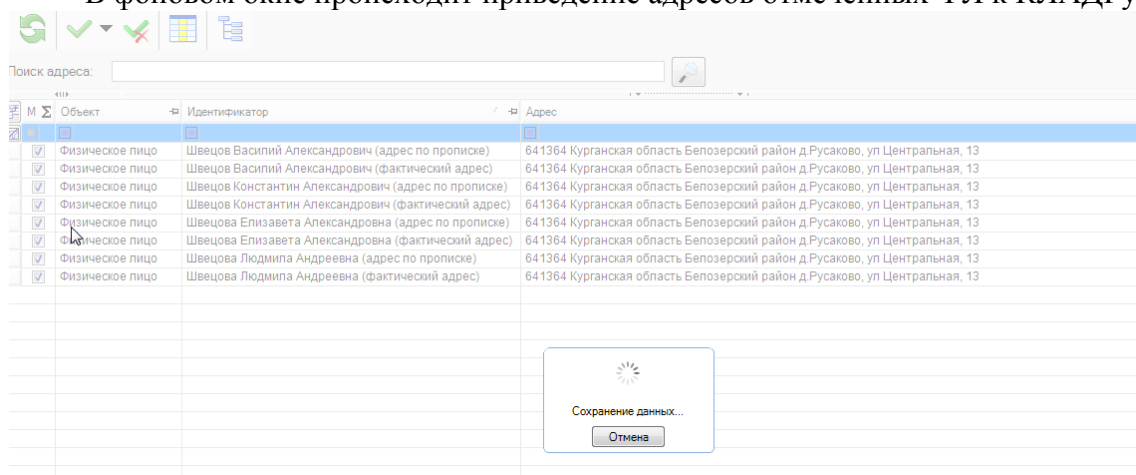 В фоновом окне происходит приведение адресов отмеченных ФЛ к КЛАДРу
Поиск адреса:
М Σ Объект Идентификатор Адрес
Физическое лицо Швецов Василий Александрович (адрес по прописке) 641364 Курганская область Белозерский район д.Русаково, ул Центральная, 13
Физическое лицо Швецов Василий Александрович (фактический адрес) 641364 Курганская область Белозерский район д.Русаково, ул Центральная, 13
Физическое лицо Швецов Константин Александрович (адрес по прописке) 641364 Курганская область Белозерский район д.Русаково, ул Центральная, 13
Физическое лицо Швецов Константин Александрович (фактический адрес) 641364 Курганская область Белозерский район д.Русаково, ул Центральная, 13
Физическое лицо Швецова Елизавета Александровна (адрес по прописке) 641364 Курганская область Белозерский район д.Русаково, ул Центральная, 13
Физическое лицо Швецова Елизавета Александровна (фактический адрес) 641364 Курганская область Белозерский район д.Русаково, ул Центральная, 13
Физическое лицо Швецова Людмила Андреевна (адрес по прописке) 641364 Курганская область Белозерский район д.Русаково, ул Центральная, 13
Физическое лицо Швецова Людмила Андреевна (фактический адрес) 641364 Курганская область Белозерский район д.Русаково, ул Центральная, 13
Сохранение данных...
Отмена